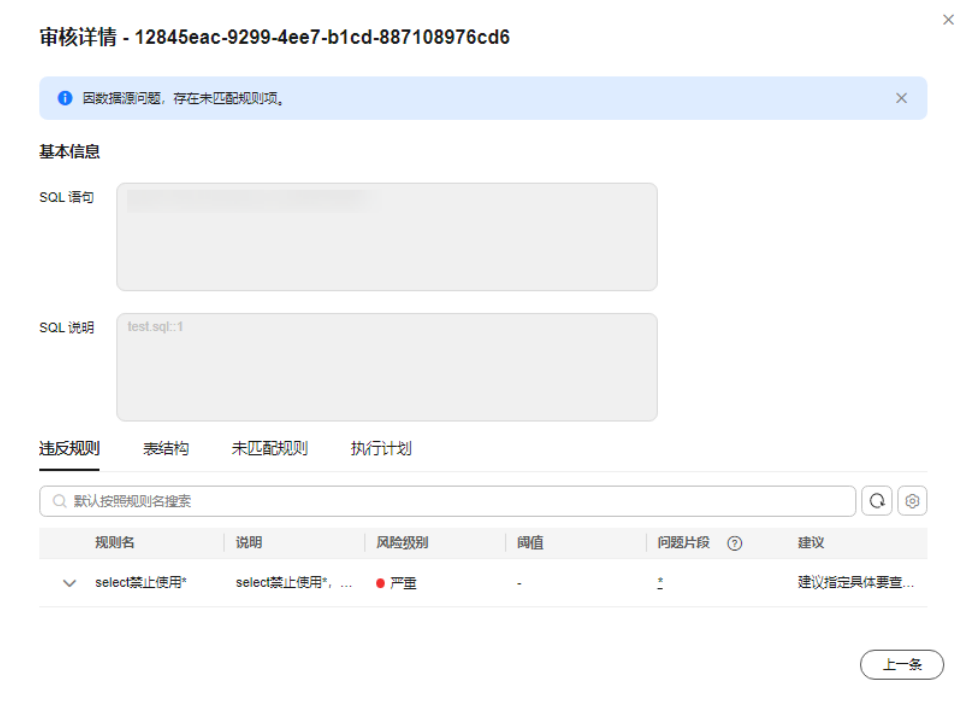 审核详情 - 12845eac-9299-4ee7-b1cd-887108976cd6
因数据源问题，存在未匹配规则项。
基本信息
SQL 语句
SQL 说明
test.sql::1
违反规则 表结构 未匹配规则 执行计划
默认按照规则名搜索
规则名 说明 风险级别 阈值 问题片段 建议
select禁止使用* select禁止使用*，... 严重 - * 建议指定具体要查...
上一条